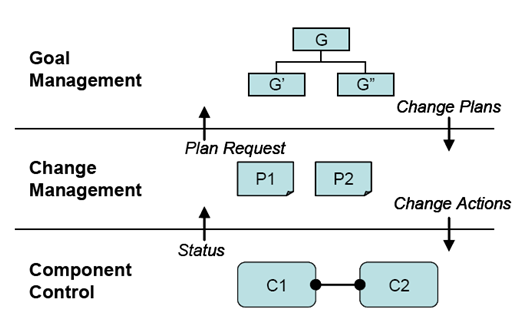 G
Goal
Management
G'
G"
Change Plans
Plan Request
Change
Management
P1
P2
Change Actions
Status
Component
Control
C1
C2